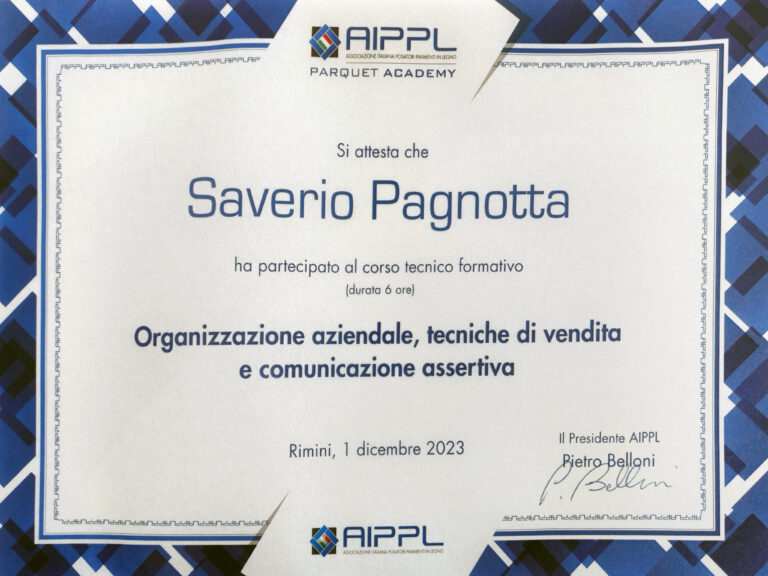 AIPPL
ASSOCIAZIONE ITALIANA POSATORI PAVIMENTI IN LEGNO
PARQUET ACADEMY
Si attesta che
Saverio Pagnotta
ha partecipato al corso tecnico formativo
(durata 6 ore)
Organizzazione aziendale, tecniche di vendita
e comunicazione assertiva
Rimini, 1 dicembre 2023
Il Presidente AIPPL
Pietro Belloni
P. Belloni
AIPPL
ASSOCIAZIONE ITALIANA POSATORI PAVIMENTI IN LEGNO